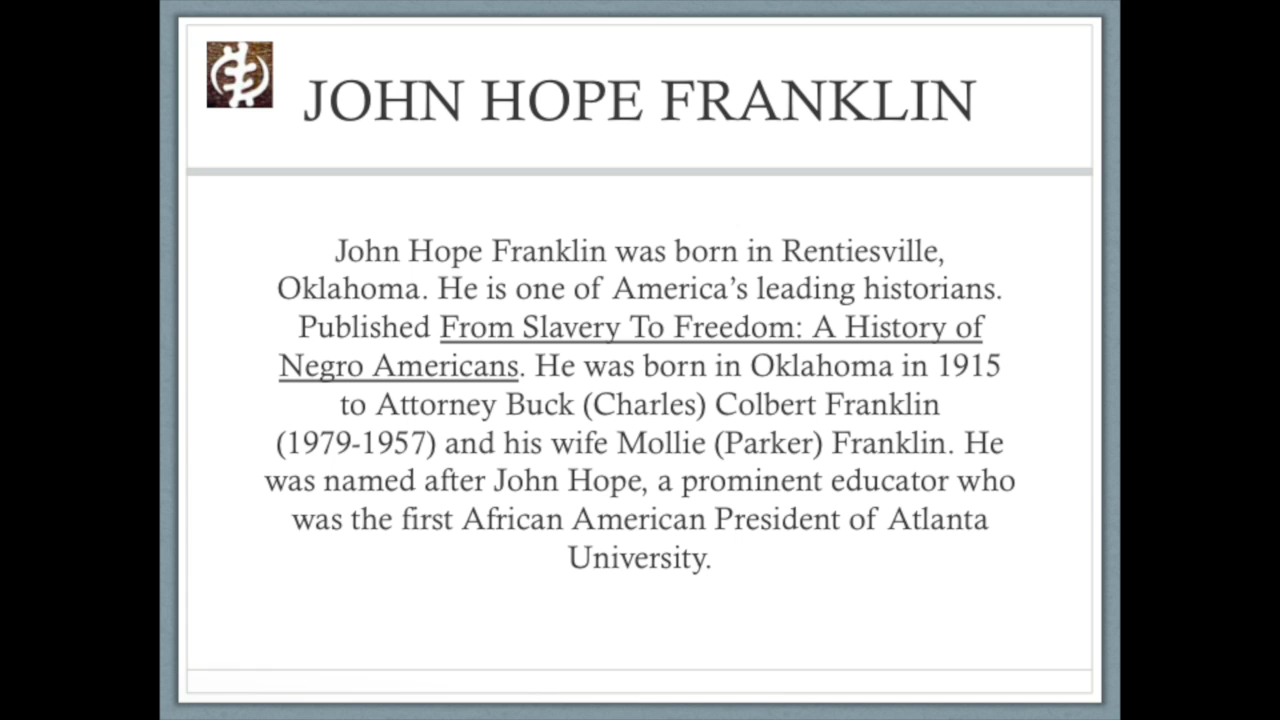 JOHN HOPE FRANKLIN
John Hope Franklin was born in Rentiesville,
Oklahoma. He is one of America’s leading historians.
Published From Slavery To Freedom: A History of
Negro Americans. He was born in Oklahoma in 1915
to Attorney Buck (Charles) Colbert Franklin
(1979-1957) and his wife Mollie (Parker) Franklin. He
was named after John Hope, a prominent educator who
was the first African American President of Atlanta
University.